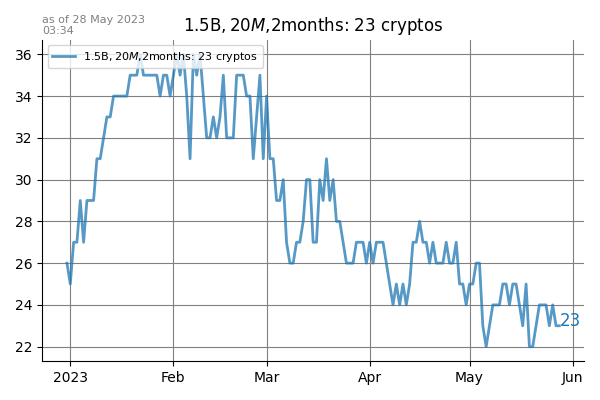 as of 28 May 2023
03:34
1.5B, 20M,2months: 23 cryptos
1.5B, 20M,2months: 23 cryptos
36
34
32
30
28
26
24
22
23
2023 Feb Mar Apr May Jun